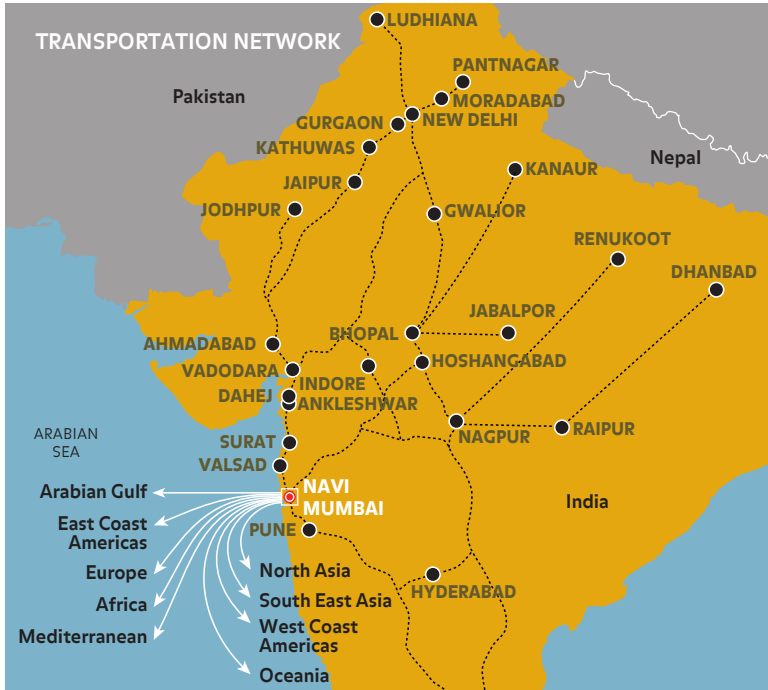 LUDHIANA
TRANSPORTATION NETWORK
PANTNAGAR
Pakistan
MORADABAD
GURGAON
NEW DELHI
KATHUWAS
Nepal
KANAUR
JAIPUR
JODHPUR
GWALIOR
RENUKOOT
DHANBAD
JABALPOR
BHOPAL
AHMADABAD
HOSHANGABAD
VADODARA
INDORE
DAHEJ
ANKLESHWAR
NAGPUR
RAIPUR
ARABIAN
SEA
SURAT
VALSAD
NAVI
MUMBAI
India
Arabian Gulf
East Coast
Americas
PUNE
Europe
North Asia
HYDERABAD
Africa
South East Asia
Mediterranean
West Coast
Americas
Oceania